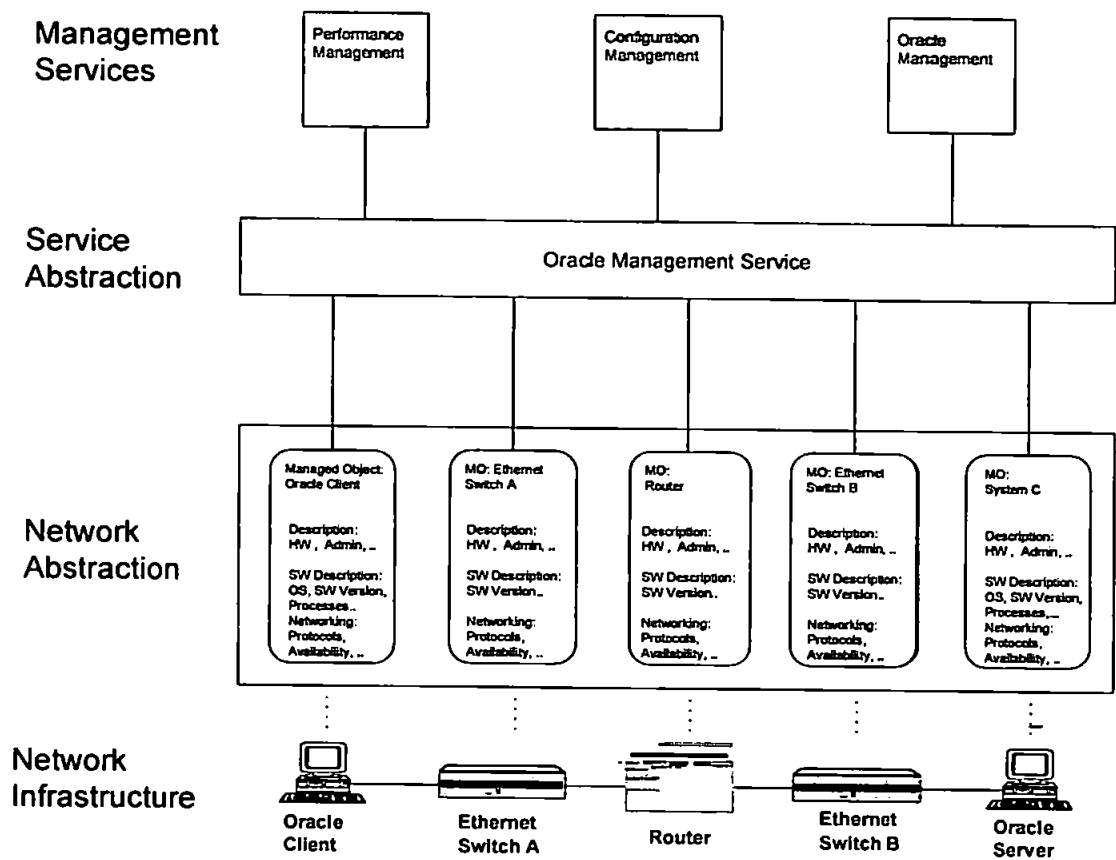 Management
Services
Performance
Management
Configuration
Management
Oracle
Management
Service
Abstraction
Oracle Management Service
Network
Abstraction
Managed Object:
Oracle Client
Description:
HW , Admin, ..
SW Description:
OS, SW Version,
Processes..
Networking:
Protocols,
Availability, ..
MO: Ethernet
Switch A
Description:
HW , Admin, ..
SW Description:
SW Version..
Networking:
Protocols,
Availability, ..
MO:
Router
Description:
HW , Admin, ..
SW Description:
SW Version..
Networking:
Protocols,
Availability, ..
MO: Ethernet
Switch B
Description:
HW , Admin, ..
SW Description:
SW Version..
Networking:
Protocols,
Availability, ..
MO:
System C
Description:
HW , Admin, ..
SW Description:
OS, SW Version,
Processes, ..
Networking:
Protocols,
Availability, ..
Network
Infrastructure
Oracle
Client
Ethernet
Switch A
Router
Ethernet
Switch B
Oracle
Server